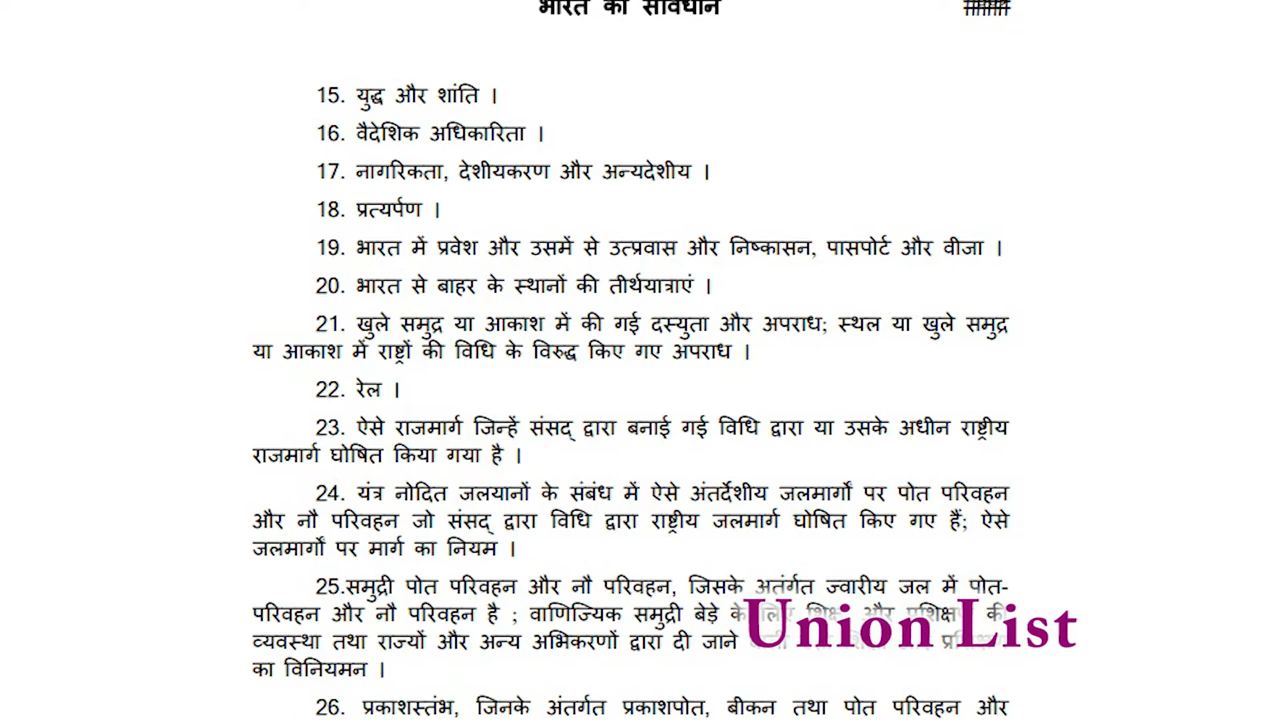 भारत का संविधान
15. युद्ध और शांति ।
16. वैदेशिक अधिकारिता ।
17. नागरिकता, देशीयकरण और अन्यदेशीय ।
18. प्रत्यर्पण ।
19. भारत में प्रवेश और उसमें से उत्प्रवास और निष्कासन, पासपोर्ट और वीजा ।
20. भारत से बाहर के स्थानों की तीर्थयात्राएं ।
21. खुले समुद्र या आकाश में की गई दस्युता और अपराध; स्थल या खुले समुद्र
या आकाश में राष्ट्रों की विधि के विरुद्ध किए गए अपराध ।
22. रेल ।
23. ऐसे राजमार्ग जिन्हें संसद् द्वारा बनाई गई विधि द्वारा या उसके अधीन राष्ट्रीय
राजमार्ग घोषित किया गया है ।
24. यंत्र नोदित जलयानों के संबंध में ऐसे अंतर्देशीय जलमार्गों पर पोत परिवहन
और नौ परिवहन जो संसद् द्वारा विधि द्वारा राष्ट्रीय जलमार्ग घोषित किए गए हैं; ऐसे
जलमार्गों पर मार्ग का नियम ।
25.समुद्री पोत परिवहन और नौ परिवहन, जिसके अतंर्गत ज्वारीय जल में पोत-
परिवहन और नौ परिवहन है ; वाणिज्यिक समुद्री बेड़े के लिए शिक्षा और प्रशिक्षण की
व्यवस्था तथा राज्यों और अन्य अभिकरणों द्वारा दी जाने
का विनियमन ।
26. प्रकाशस्तंभ, जिनके अंतर्गत प्रकाशपोत, बीकन तथा पोत परिवहन और
Union List